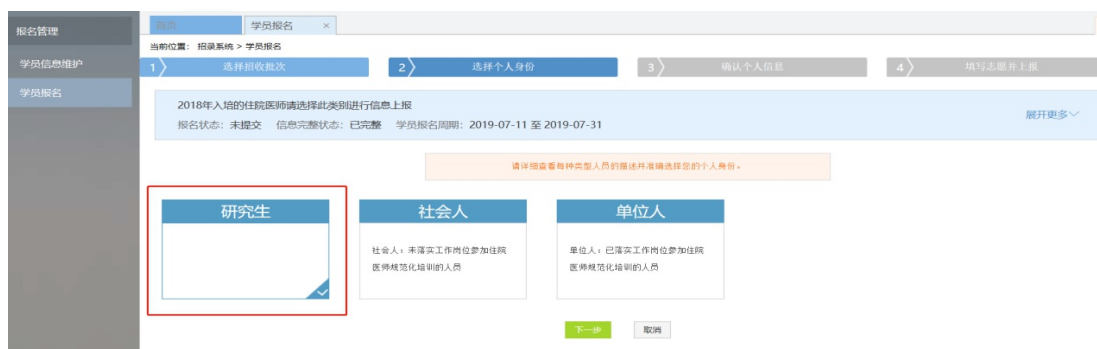 报名管理
首页
学员报名 ×
当前位置： 招录系统 > 学员报名
学员信息维护
1 选择招收批次
2 选择个人身份
3 确认个人信息
4 填写志愿并上报
学员报名
2018年入培的住院医师请选择此类别进行信息上报
展开更多
报名状态：未提交 信息完整状态：已完整 学员报名周期：2019-07-11 至 2019-07-31
请详细查看每种类型人员的描述并准确选择您的个人身份。
研究生
社会人
单位人
社会人：未落实工作岗位参加住院
医师规范化培训的人员
单位人：已落实工作岗位参加住院
医师规范化培训的人员
下一步
取消